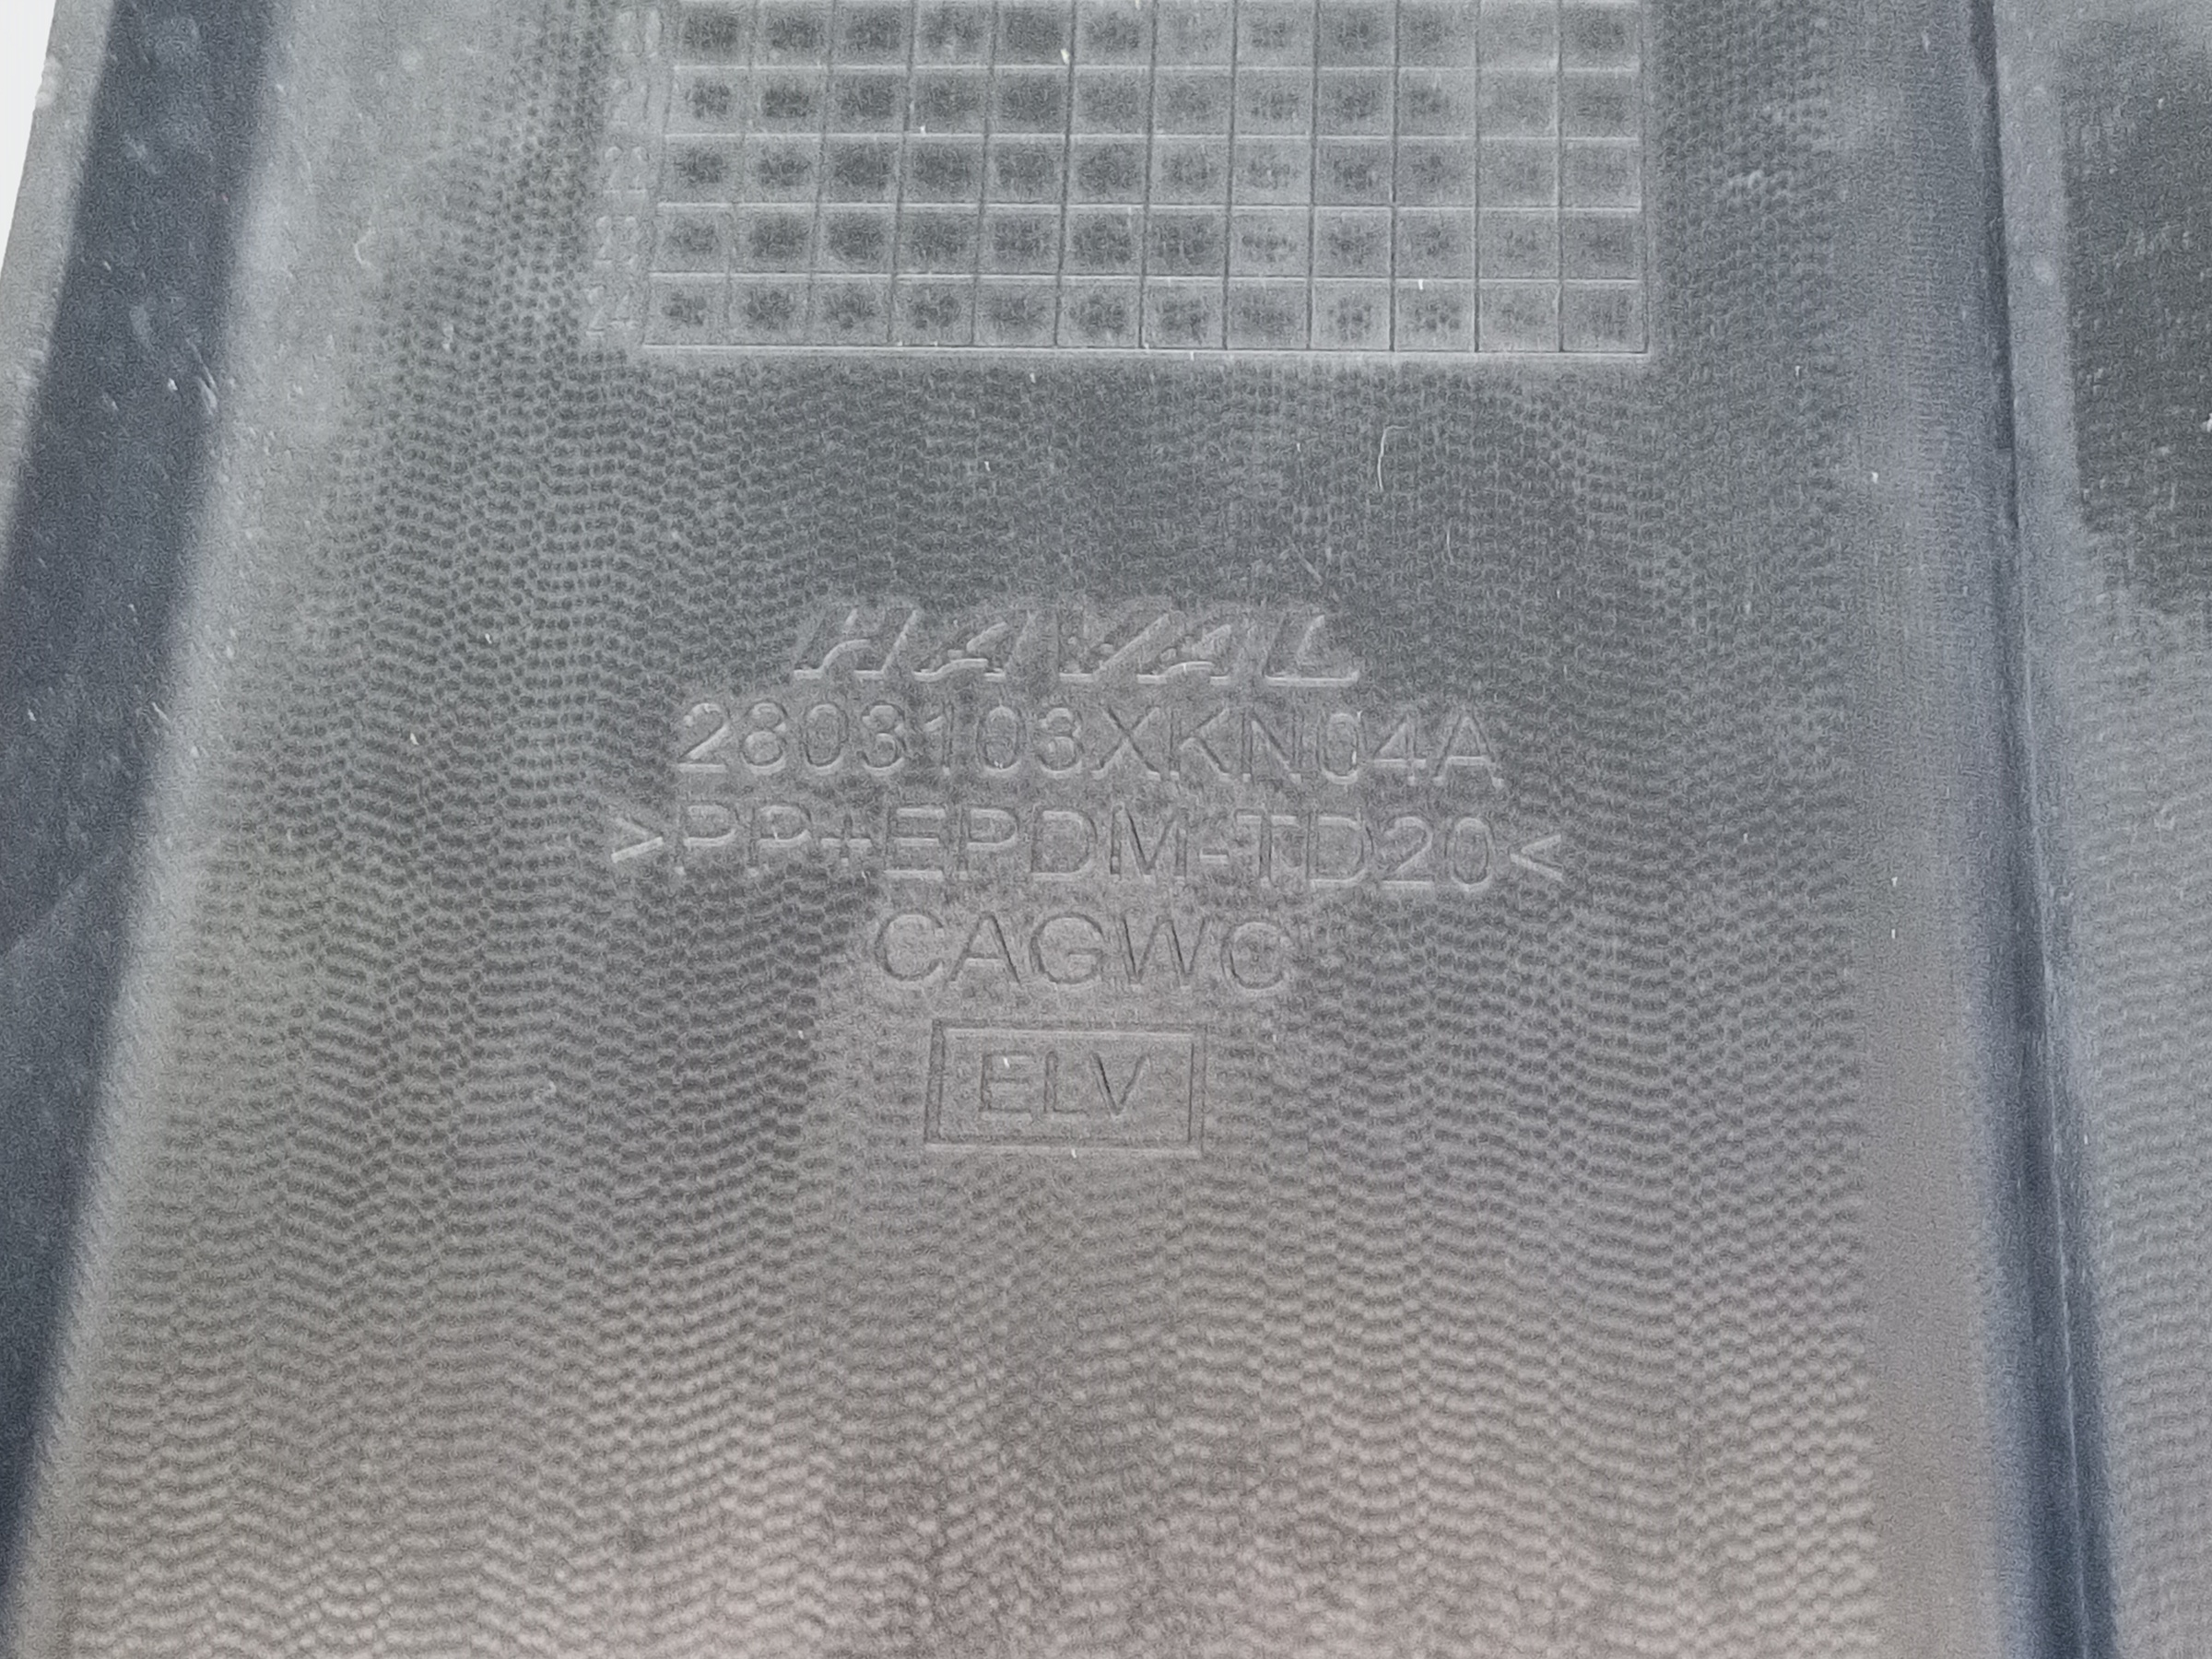 HAVAL
2803103XKN04A
>PP+EPDM-TD20<
CAGWC
ELV